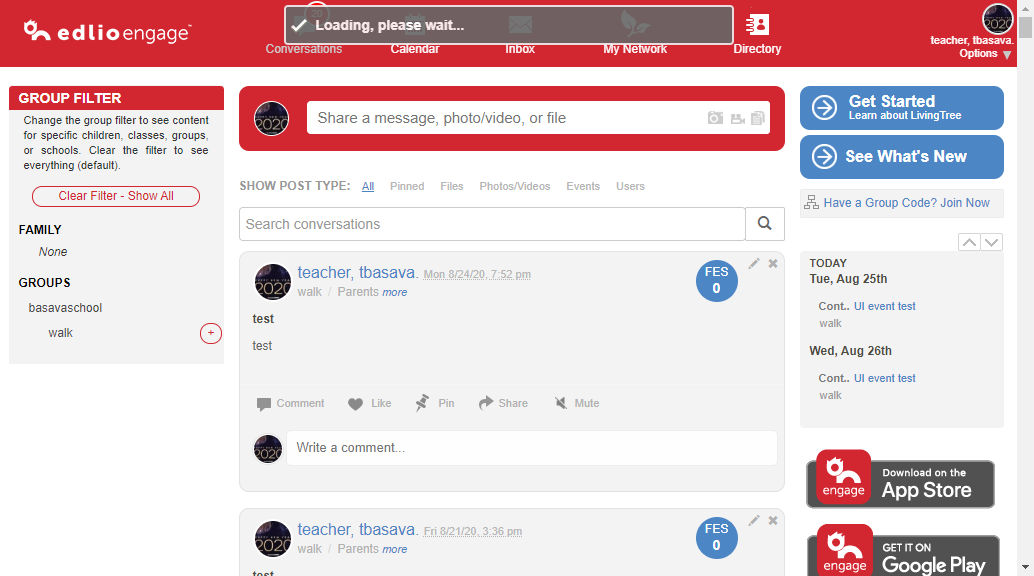 edlio engage
Loading, please wait...
20
Conversations
Calendar
Inbox
My Network
Directory
2020
teacher, tbasava.
Options
GROUP FILTER
Change the group filter to see content
for specific children, classes, groups,
or schools. Clear the filter to see
everything (default).
Clear Filter - Show All
FAMILY
None
GROUPS
basavaschool
walk
+
2020
Share a message, photo/video, or file
SHOW POST TYPE: All Pinned Files Photos/Videos Events Users
Search conversations
2020
teacher, tbasava. Mon 8/24/20, 7:52 pm
walk / Parents more
FES
0
test
test
Comment Like Pin Share Mute
2020
Write a comment...
2020
teacher, tbasava. Fri 8/21/20, 3:36 pm
walk / Parents more
FES
0
test
Get Started
Learn about LivingTree
See What's New
Have a Group Code? Join Now
TODAY
Tue, Aug 25th
Cont.. UI event test
walk
Wed, Aug 26th
Cont.. UI event test
walk
engage
Download on the
App Store
engage
GET IT ON
Google Play